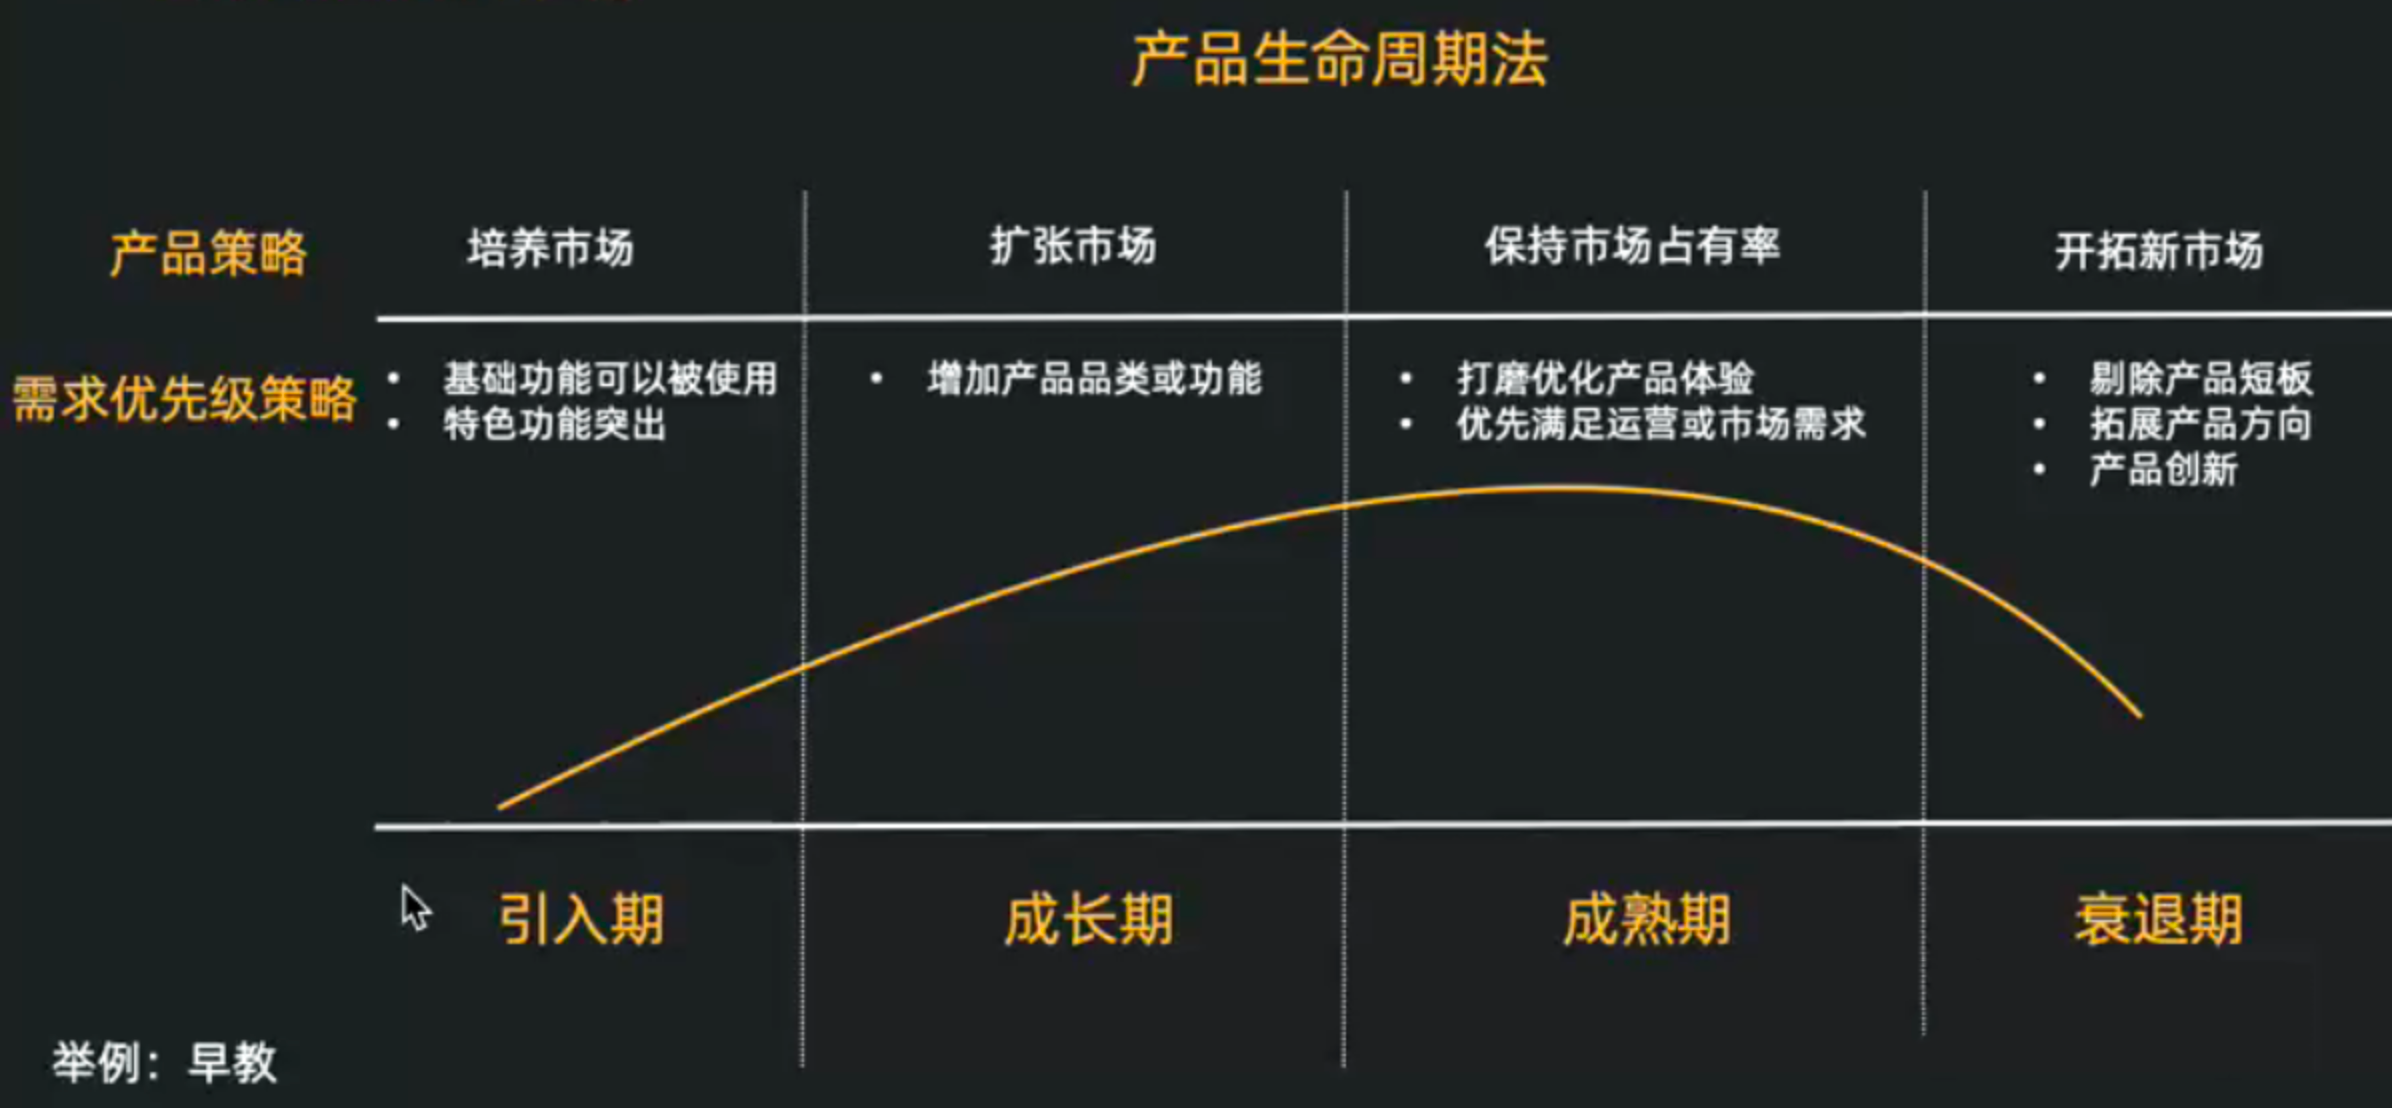 产品生命周期法
产品策略
培养市场
扩张市场
保持市场占有率
开拓新市场
需求优先级策略
• 基础功能可以被使用
• 特色功能突出
• 增加产品品类或功能
• 打磨优化产品体验
• 优先满足运营或市场需求
• 剔除产品短板
• 拓展产品方向
• 产品创新
引入期
成长期
成熟期
衰退期
举例：早教